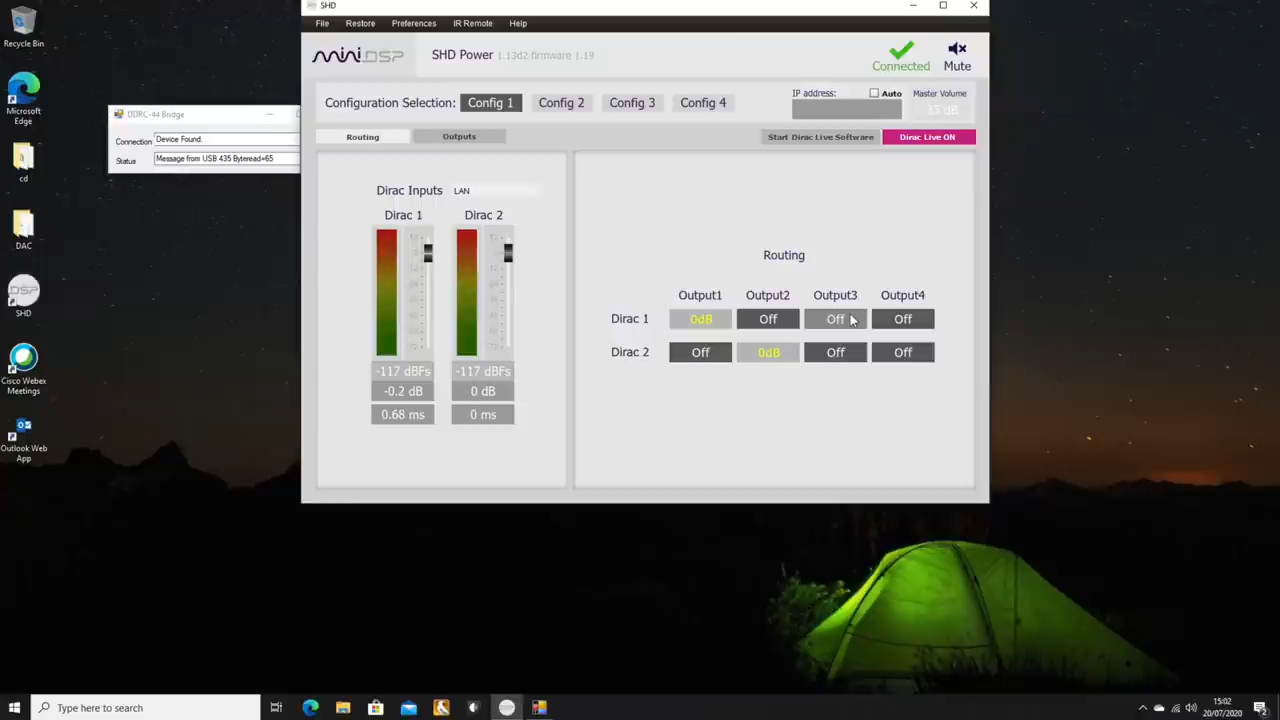 Recycle Bin
Microsoft Edge
cd
DAC
SHD
Cisco Webex Meetings
Outlook Web App
DDRC-44 Bridge
Connection Device Found.
Status Message from USB 435 Byteread=65
SHD
File Restore Preferences IR Remote Help
miniDSP SHD Power 1.13d2 firmware 1.19 Connected Mute
Configuration Selection: Config 1 Config 2 Config 3 Config 4 IP address: Auto Master Volume
Routing Outputs Start Dirac Live Software Dirac Live ON
Dirac Inputs LAN
Dirac 1 Dirac 2
-117 dBFs -117 dBFs
-0.2 dB 0 dB
0.68 ms 0 ms
Routing
Output1 Output2 Output3 Output4
Dirac 1 0dB Off Off Off
Dirac 2 Off 0dB Off Off
Type here to search
15:02
20/07/2020
2